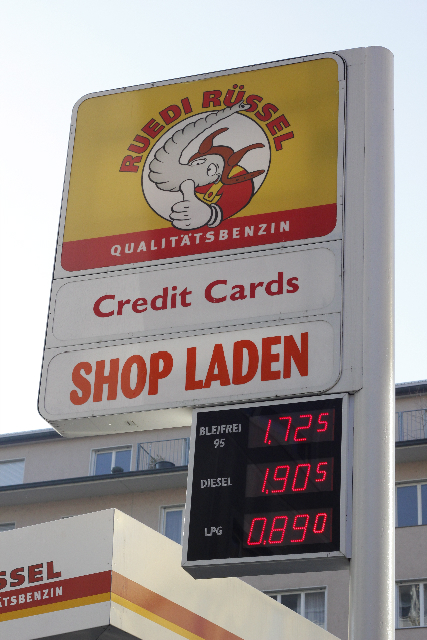 RUEDI RÜSSEL
QUALITÄTSBENZIN
Credit Cards
SHOP LADEN
BLEIFREI 95 1.725
DIESEL 1.905
LPG 0.890
SSEL
TSBENZIN